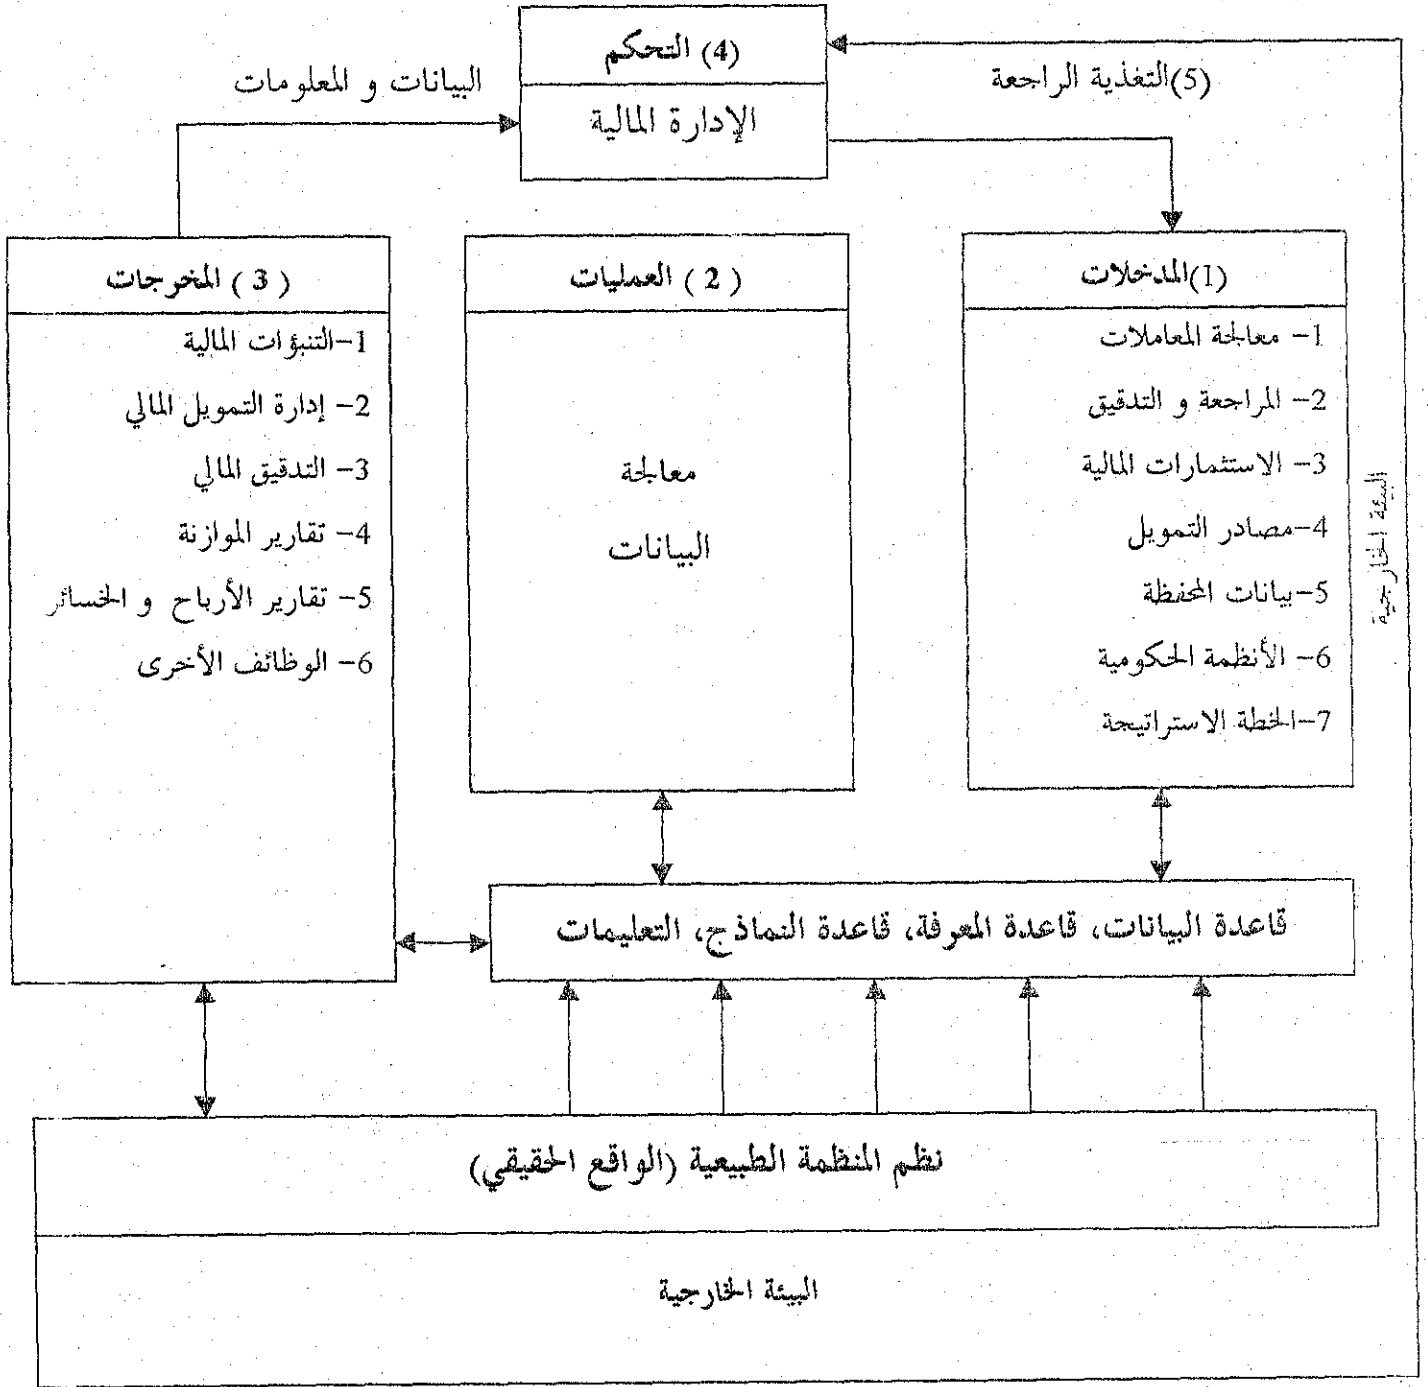 (4) التحكم
الإدارة المالية
(5)التغذية الراجعة
البيانات و المعلومات
(1)المدخلات
1- معالجة المعاملات
2- المراجعة و التدقيق
3- الاستثمارات المالية
4-مصادر التمويل
5-بيانات المحفظة
6- الأنظمة الحكومية
7-الخطة الاستراتيجة
(2) العمليات
معالجة
البيانات
(3) المخرجات
1-التنبؤات المالية
2- إدارة التمويل المالي
3- التدقيق المالي
4- تقارير الموازنة
5- تقارير الأرباح و الخسائر
6- الوظائف الأخرى
البيئة الخارجية
قاعدة البيانات، قاعدة المعرفة، قاعدة النماذج، التعليمات
نظم المنظمة الطبيعية (الواقع الحقيقي)
البيئة الخارجية